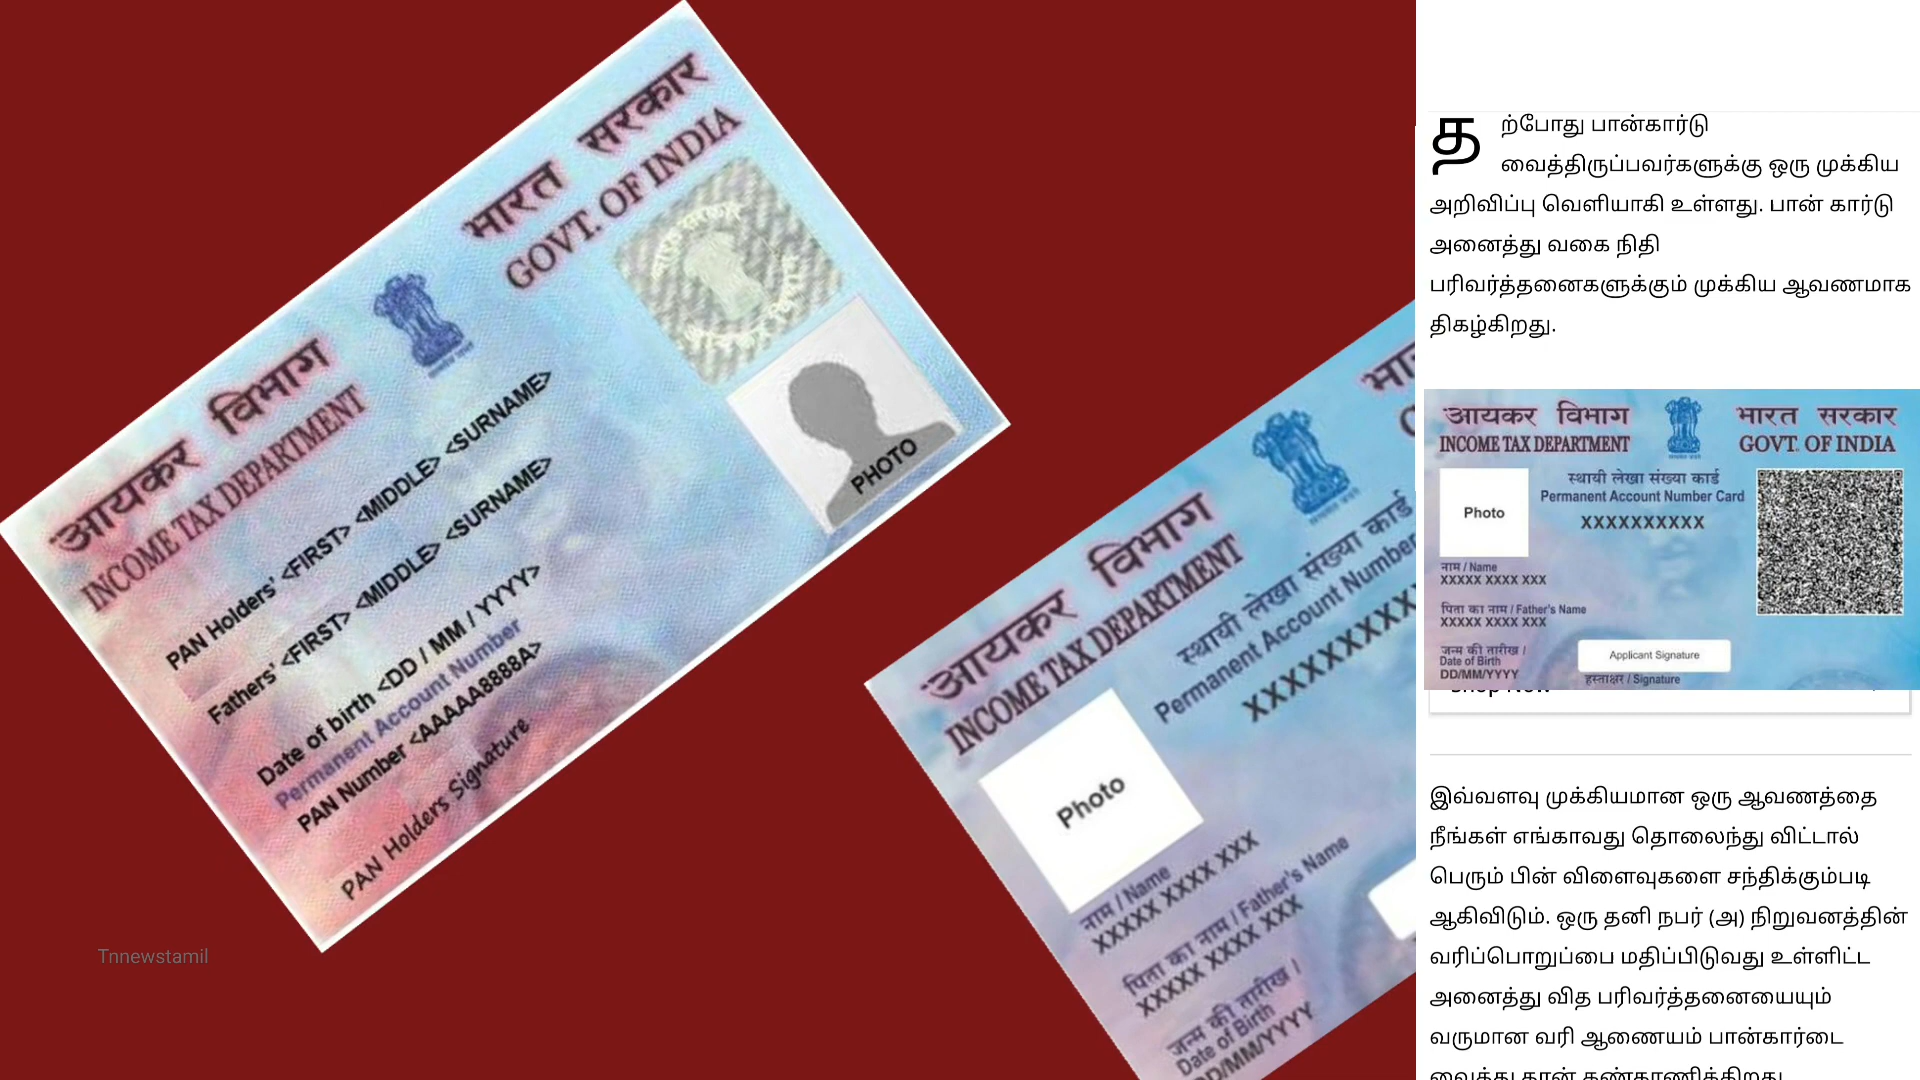 आयकर विभाग
INCOME TAX DEPARTMENT
भारत सरकार
GOVT. OF INDIA
PAN Holders' <FIRST> <MIDDLE> <SURNAME>
Fathers' <FIRST> <MIDDLE> <SURNAME>
Date of birth <DD / MM / YYYY>
Permanent Account Number
PAN Number <AAAAA8888A>
PAN Holders Signature
PHOTO
Tnnewstamil
आयकर विभाग
INCOME TAX DEPARTMENT
स्थायी लेखा संख्या कार्ड
Permanent Account Number
XXXXXXXXX
Photo
नाम / Name
XXXXX XXXX XXX
पिता का नाम / Father's Name
XXXXX XXXX XXX
जन्म की तारीख /
Date of Birth
DD/MM/YYYY
தற்போது பான்கார்டு
வைத்திருப்பவர்களுக்கு ஒரு முக்கிய
அறிவிப்பு வெளியாகி உள்ளது. பான் கார்டு
அனைத்து வகை நிதி
பரிவர்த்தனைகளுக்கும் முக்கிய ஆவணமாக
திகழ்கிறது.
आयकर विभाग
INCOME TAX DEPARTMENT
भारत सरकार
GOVT. OF INDIA
स्थायी लेखा संख्या कार्ड
Permanent Account Number Card
XXXXXXXXXX
Photo
नाम / Name
XXXXX XXXX XXX
पिता का नाम / Father's Name
XXXXX XXXX XXX
जन्म की तारीख /
Date of Birth
DD/MM/YYYY
Applicant Signature
हस्ताक्षर / Signature
இவ்வளவு முக்கியமான ஒரு ஆவணத்தை
நீங்கள் எங்காவது தொலைந்து விட்டால்
பெரும் பின் விளைவுகளை சந்திக்கும்படி
ஆகிவிடும். ஒரு தனி நபர் (அ) நிறுவனத்தின்
வரிப்பொறுப்பை மதிப்பிடுவது உள்ளிட்ட
அனைத்து வித பரிவர்த்தனையையும்
வருமான வரி ஆணையம் பான்கார்டை